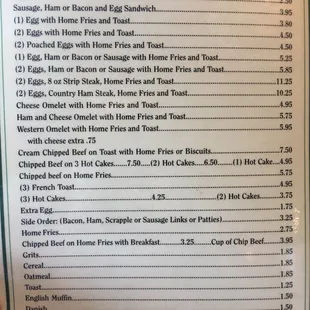 2.50
Sausage, Ham or Bacon and Egg Sandwich 3.95
(1) Egg with Home Fries and Toast 3.80
(2) Eggs with Home Fries and Toast 4.50
(2) Poached Eggs with Home Fries and Toast 4.50
(1) Egg, Ham or Bacon or Sausage with Home Fries and Toast 5.25
(2) Eggs, Ham or Bacon or Sausage with Home Fries and Toast 5.85
(2) Eggs, 8 oz Strip Steak, Home Fries and Toast 11.25
(2) Eggs, Country Ham Steak, Home Fries and Toast 10.25
Cheese Omelet with Home Fries and Toast 4.95
Ham and Cheese Omelet with Home Fries and Toast 5.75
Western Omelet with Home Fries and Toast 5.95
with cheese extra .75
Cream Chipped Beef on Toast with Home Fries or Biscuits 7.50
Chipped Beef on 3 Hot Cakes.....7.50....(2) Hot Cakes.....6.50........(1) Hot Cake....4.95
Chipped beef on Home Fries 5.75
(3) French Toast 4.95
(3) Hot Cakes 4.25 (2) Hot Cakes 3.75
Extra Egg 1.75
Side Order: (Bacon, Ham, Scrapple or Sausage Links or Patties) 3.25
Home Fries 2.75
Chipped Beef on Home Fries with Breakfast 3.25 Cup of Chip Beef 3.95
Grits 1.85
Cereal 1.85
Oatmeal 1.85
Toast 1.25
English Muffin 1.50
Danish 1.50